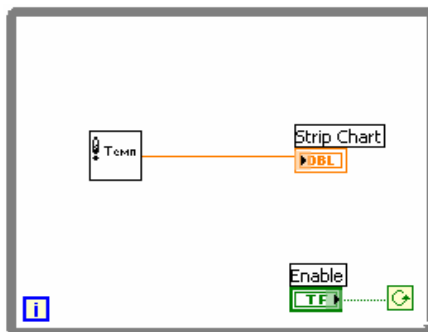 Темп
Strip Chart
DBL
Enable
TF
i